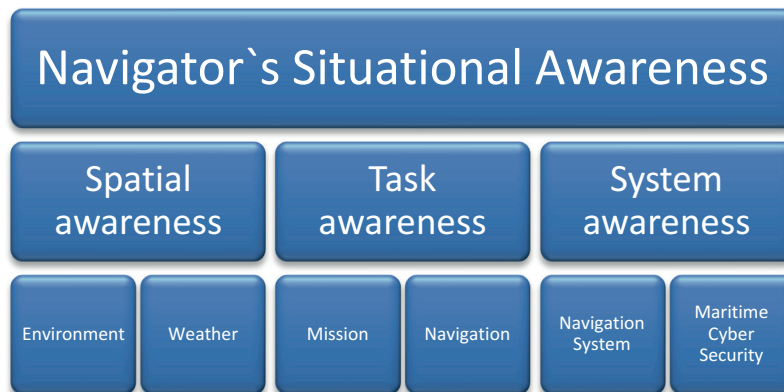 Navigator`s Situational Awareness
Spatial
awareness
Task
awareness
System
awareness
Environment
Weather
Mission
Navigation
Navigation
System
Maritime
Cyber
Security